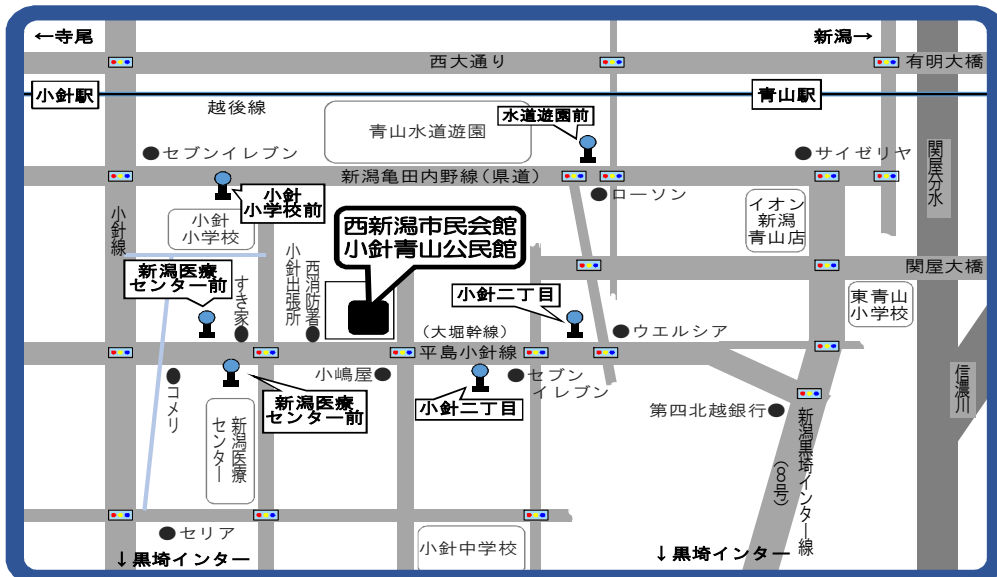 ←寺尾
新潟→
西大通り
有明大橋
小針駅
青山駅
越後線
水道遊園前
青山水道遊園
セブンイレブン
サイゼリヤ
関屋分水
新潟亀田内野線(県道)
小針
小学校前
ローソン
イオン
新潟
青山店
小針線
小針
小学校
西新潟市民会館
小針青山公民館
西消防署
小針出張所
関屋大橋
新潟医療
センター前
すき家
小針二丁目
東青山
小学校
(大堀幹線)
ウエルシア
平島小針線
小嶋屋
セブン
イレブン
コメリ
新潟医療
センター前
小針二丁目
第四北越銀行
信濃川
新潟医療
センター
新潟黒埼インター線
(8号)
セリア
小針中学校
↓黒埼インター
↓黒埼インター